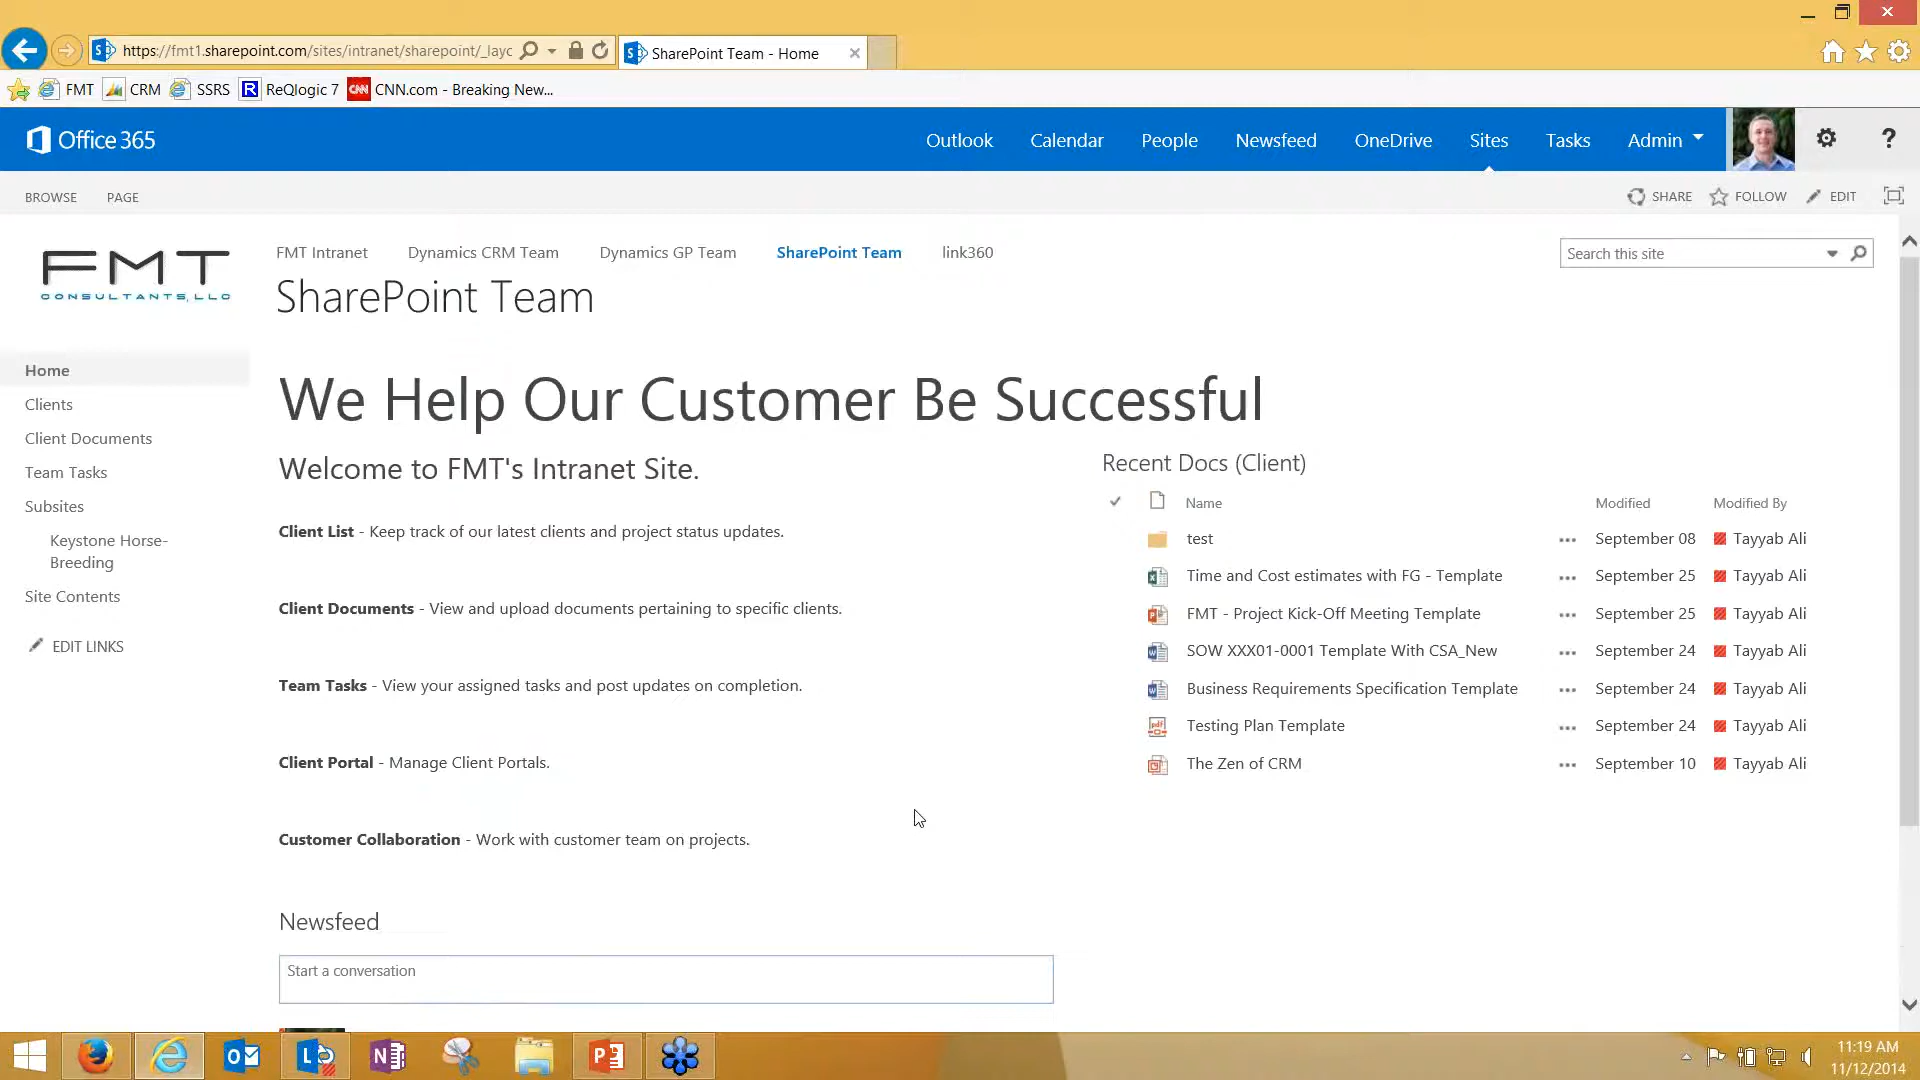 https://fmt1.sharepoint.com/sites/intranet/sharepoint/_layc
SharePoint Team - Home
FMT CRM SSRS ReQlogic 7 CNN.com - Breaking New...
Office 365
Outlook Calendar People Newsfeed OneDrive Sites Tasks Admin ?
BROWSE PAGE SHARE FOLLOW EDIT
FMT
CONSULTANTS, LLC
FMT Intranet Dynamics CRM Team Dynamics GP Team SharePoint Team link360
Search this site
SharePoint Team
Home
Clients
Client Documents
Team Tasks
Subsites
Keystone Horse-
Breeding
Site Contents
EDIT LINKS
We Help Our Customer Be Successful
Welcome to FMT's Intranet Site.
Client List - Keep track of our latest clients and project status updates.
Client Documents - View and upload documents pertaining to specific clients.
Team Tasks - View your assigned tasks and post updates on completion.
Client Portal - Manage Client Portals.
Customer Collaboration - Work with customer team on projects.
Newsfeed
Start a conversation
Recent Docs (Client)
Name Modified Modified By
test ... September 08 Tayyab Ali
Time and Cost estimates with FG - Template ... September 25 Tayyab Ali
FMT - Project Kick-Off Meeting Template ... September 25 Tayyab Ali
SOW XXX01-0001 Template With CSA_New ... September 24 Tayyab Ali
Business Requirements Specification Template ... September 24 Tayyab Ali
Testing Plan Template ... September 24 Tayyab Ali
The Zen of CRM ... September 10 Tayyab Ali
11:19 AM
11/12/2014